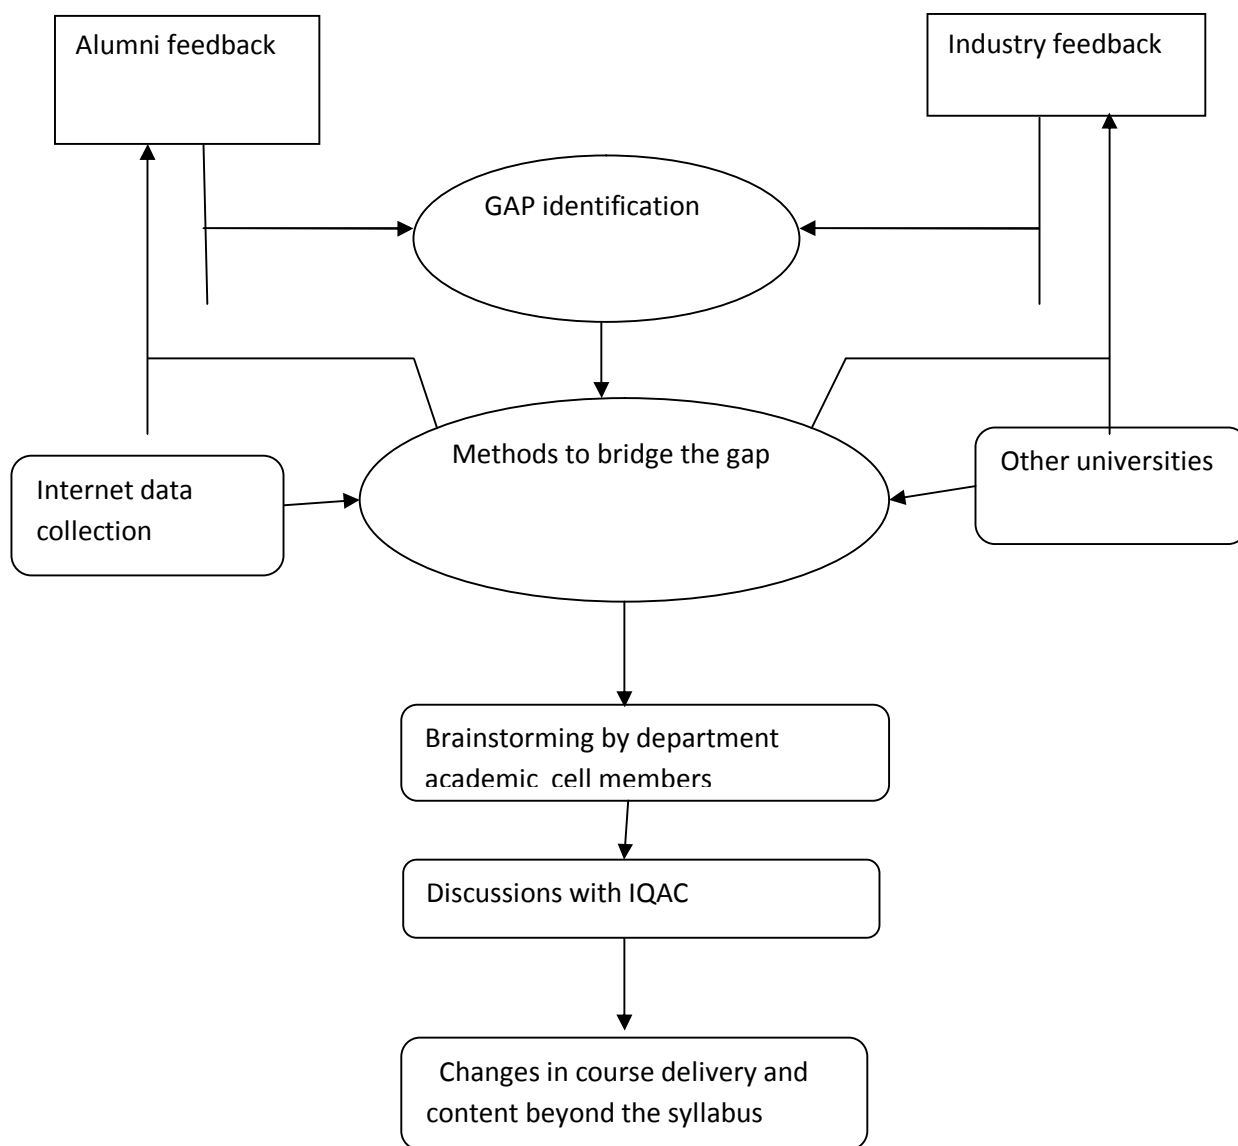 Alumni feedback
Industry feedback
GAP identification
Methods to bridge the gap
Other universities
Internet data
collection
Brainstorming by department
academic  cell members
Discussions with IQAC
Changes in course delivery and
content beyond the syllabus